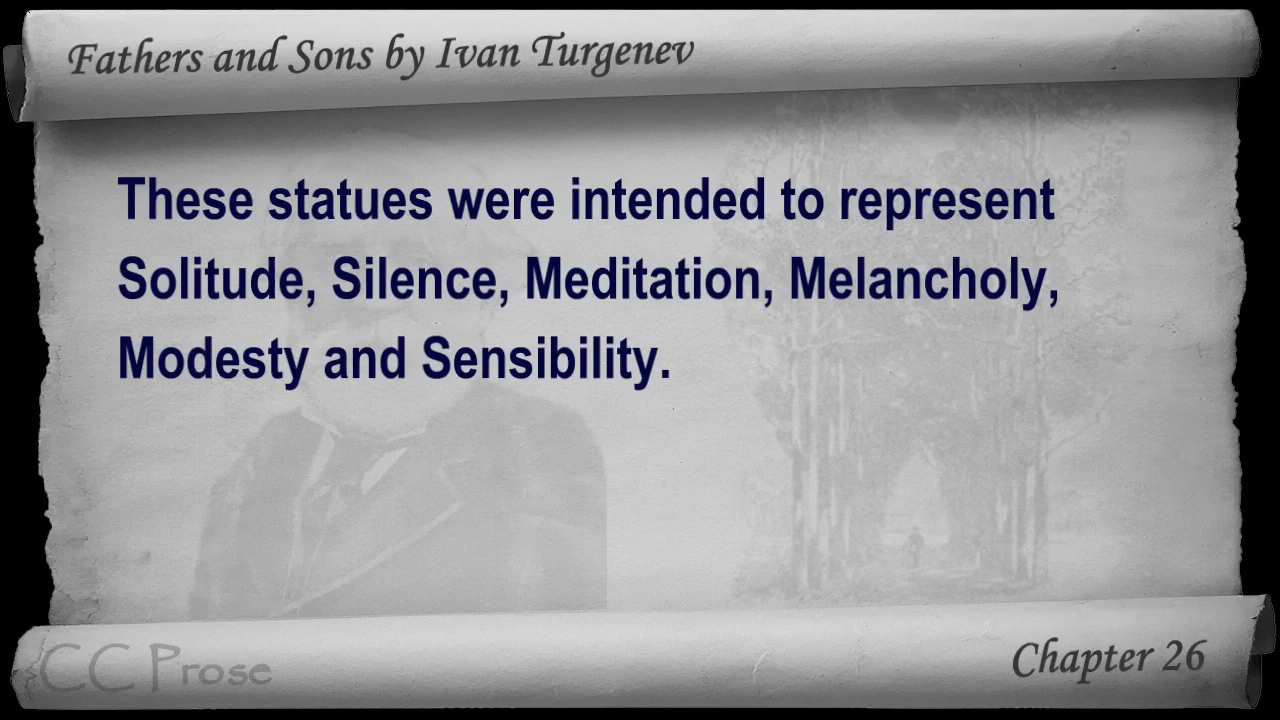 Fathers and Sons by Ivan Turgenev
These statues were intended to represent
Solitude, Silence, Meditation, Melancholy,
Modesty and Sensibility.
CC Prose
Chapter 26